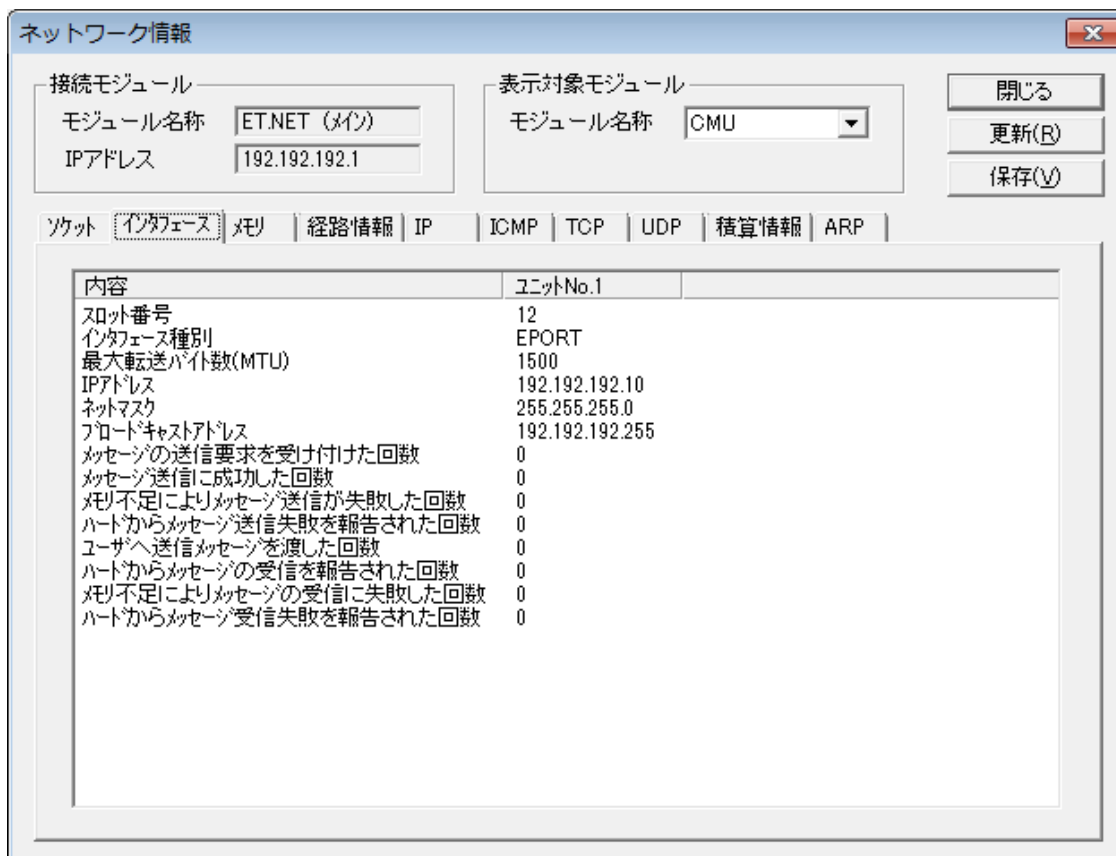 ネットワーク情報
接続モジュール
モジュール名称 ET.NET（メイン）
IPアドレス 192.192.192.1
表示対象モジュール
モジュール名称 CMU
閉じる
更新(R)
保存(V)
ソケット インタフェース メモリ 経路情報 IP ICMP TCP UDP 積算情報 ARP
内容 ユニットNo.1
スロット番号 12
インタフェース種別 EPORT
最大転送バイト数(MTU) 1500
IPアドレス 192.192.192.10
ネットマスク 255.255.255.0
ブロードキャストアドレス 192.192.192.255
メッセージの送信要求を受け付けた回数 0
メッセージ送信に成功した回数 0
メモリ不足によりメッセージ送信が失敗した回数 0
ハードからメッセージ送信失敗を報告された回数 0
ユーザへ送信メッセージを渡した回数 0
ハードからメッセージの受信を報告された回数 0
メモリ不足によりメッセージの受信に失敗した回数 0
ハードからメッセージ受信失敗を報告された回数 0